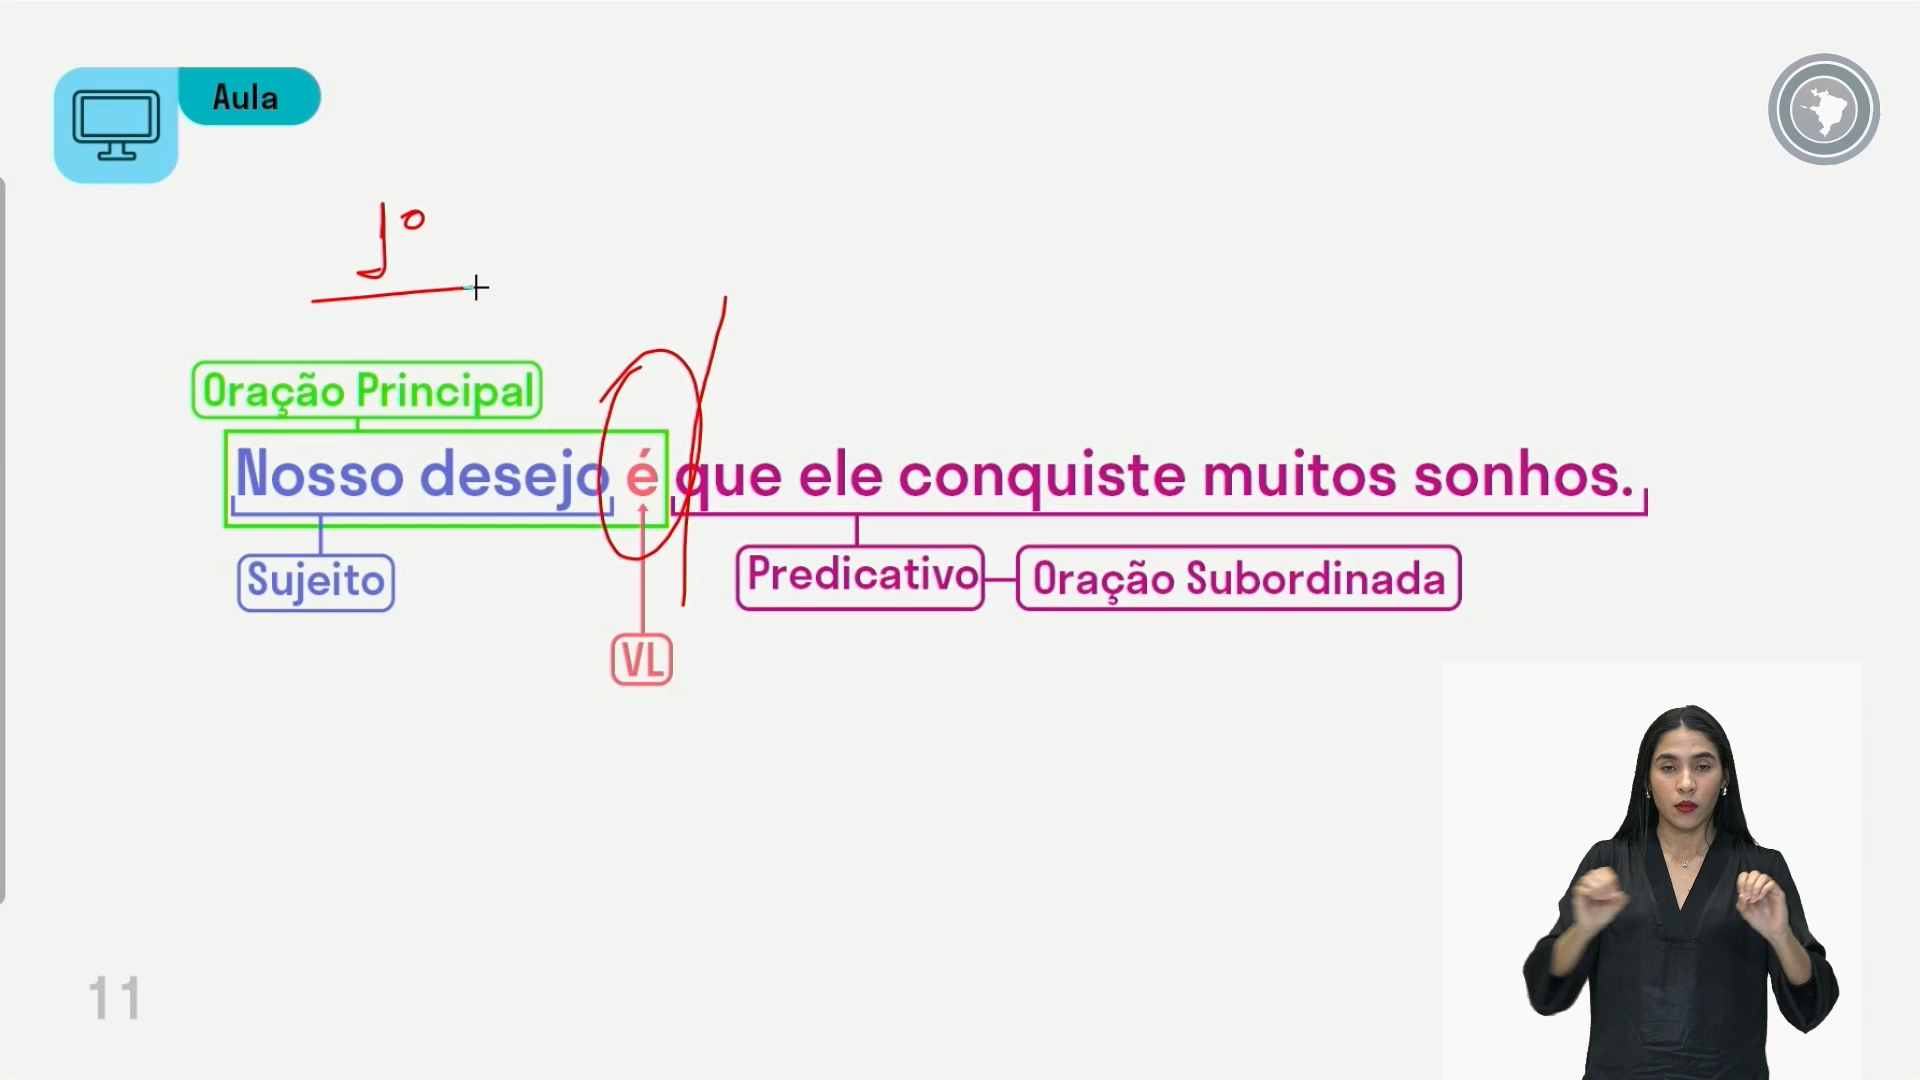 Aula
1º
Oração Principal
Nosso desejo é que ele conquiste muitos sonhos.
Sujeito
Predicativo
Oração Subordinada
VL
11